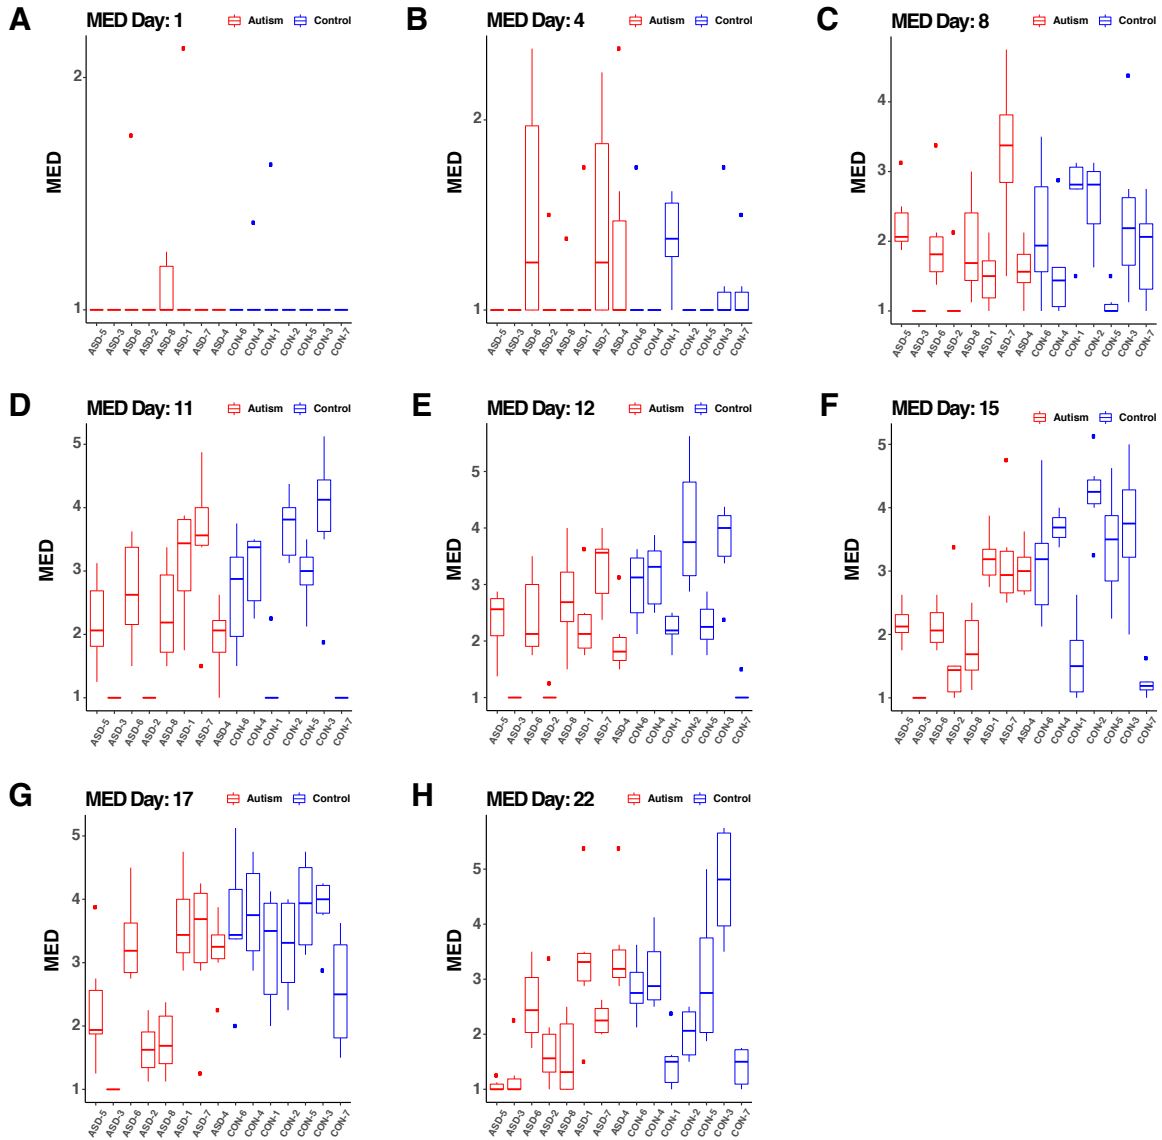 A MED Day: 1 Autism Control
MED
2
1
ASD-5 ASD-3 ASD-6 ASD-2 ASD-8 ASD-1 ASD-7 ASD-4 CON-6 CON-4 CON-1 CON-2 CON-5 CON-3 CON-7
B MED Day: 4 Autism Control
MED
2
1
ASD-5 ASD-3 ASD-6 ASD-2 ASD-8 ASD-1 ASD-7 ASD-4 CON-6 CON-4 CON-1 CON-2 CON-5 CON-3 CON-7
C MED Day: 8 Autism Control
MED
4
3
2
1
ASD-5 ASD-3 ASD-6 ASD-2 ASD-8 ASD-1 ASD-7 ASD-4 CON-6 CON-4 CON-1 CON-2 CON-5 CON-3 CON-7
D MED Day: 11 Autism Control
MED
5
4
3
2
1
ASD-5 ASD-3 ASD-6 ASD-2 ASD-8 ASD-1 ASD-7 ASD-4 CON-6 CON-4 CON-1 CON-2 CON-5 CON-3 CON-7
E MED Day: 12 Autism Control
MED
5
4
3
2
1
ASD-5 ASD-3 ASD-6 ASD-2 ASD-8 ASD-1 ASD-7 ASD-4 CON-6 CON-4 CON-1 CON-2 CON-5 CON-3 CON-7
F MED Day: 15 Autism Control
MED
5
4
3
2
1
ASD-5 ASD-3 ASD-6 ASD-2 ASD-8 ASD-1 ASD-7 ASD-4 CON-6 CON-4 CON-1 CON-2 CON-5 CON-3 CON-7
G MED Day: 17 Autism Control
MED
5
4
3
2
1
ASD-5 ASD-3 ASD-6 ASD-2 ASD-8 ASD-1 ASD-7 ASD-4 CON-6 CON-4 CON-1 CON-2 CON-5 CON-3 CON-7
H MED Day: 22 Autism Control
MED
5
4
3
2
1
ASD-5 ASD-3 ASD-6 ASD-2 ASD-8 ASD-1 ASD-7 ASD-4 CON-6 CON-4 CON-1 CON-2 CON-5 CON-3 CON-7